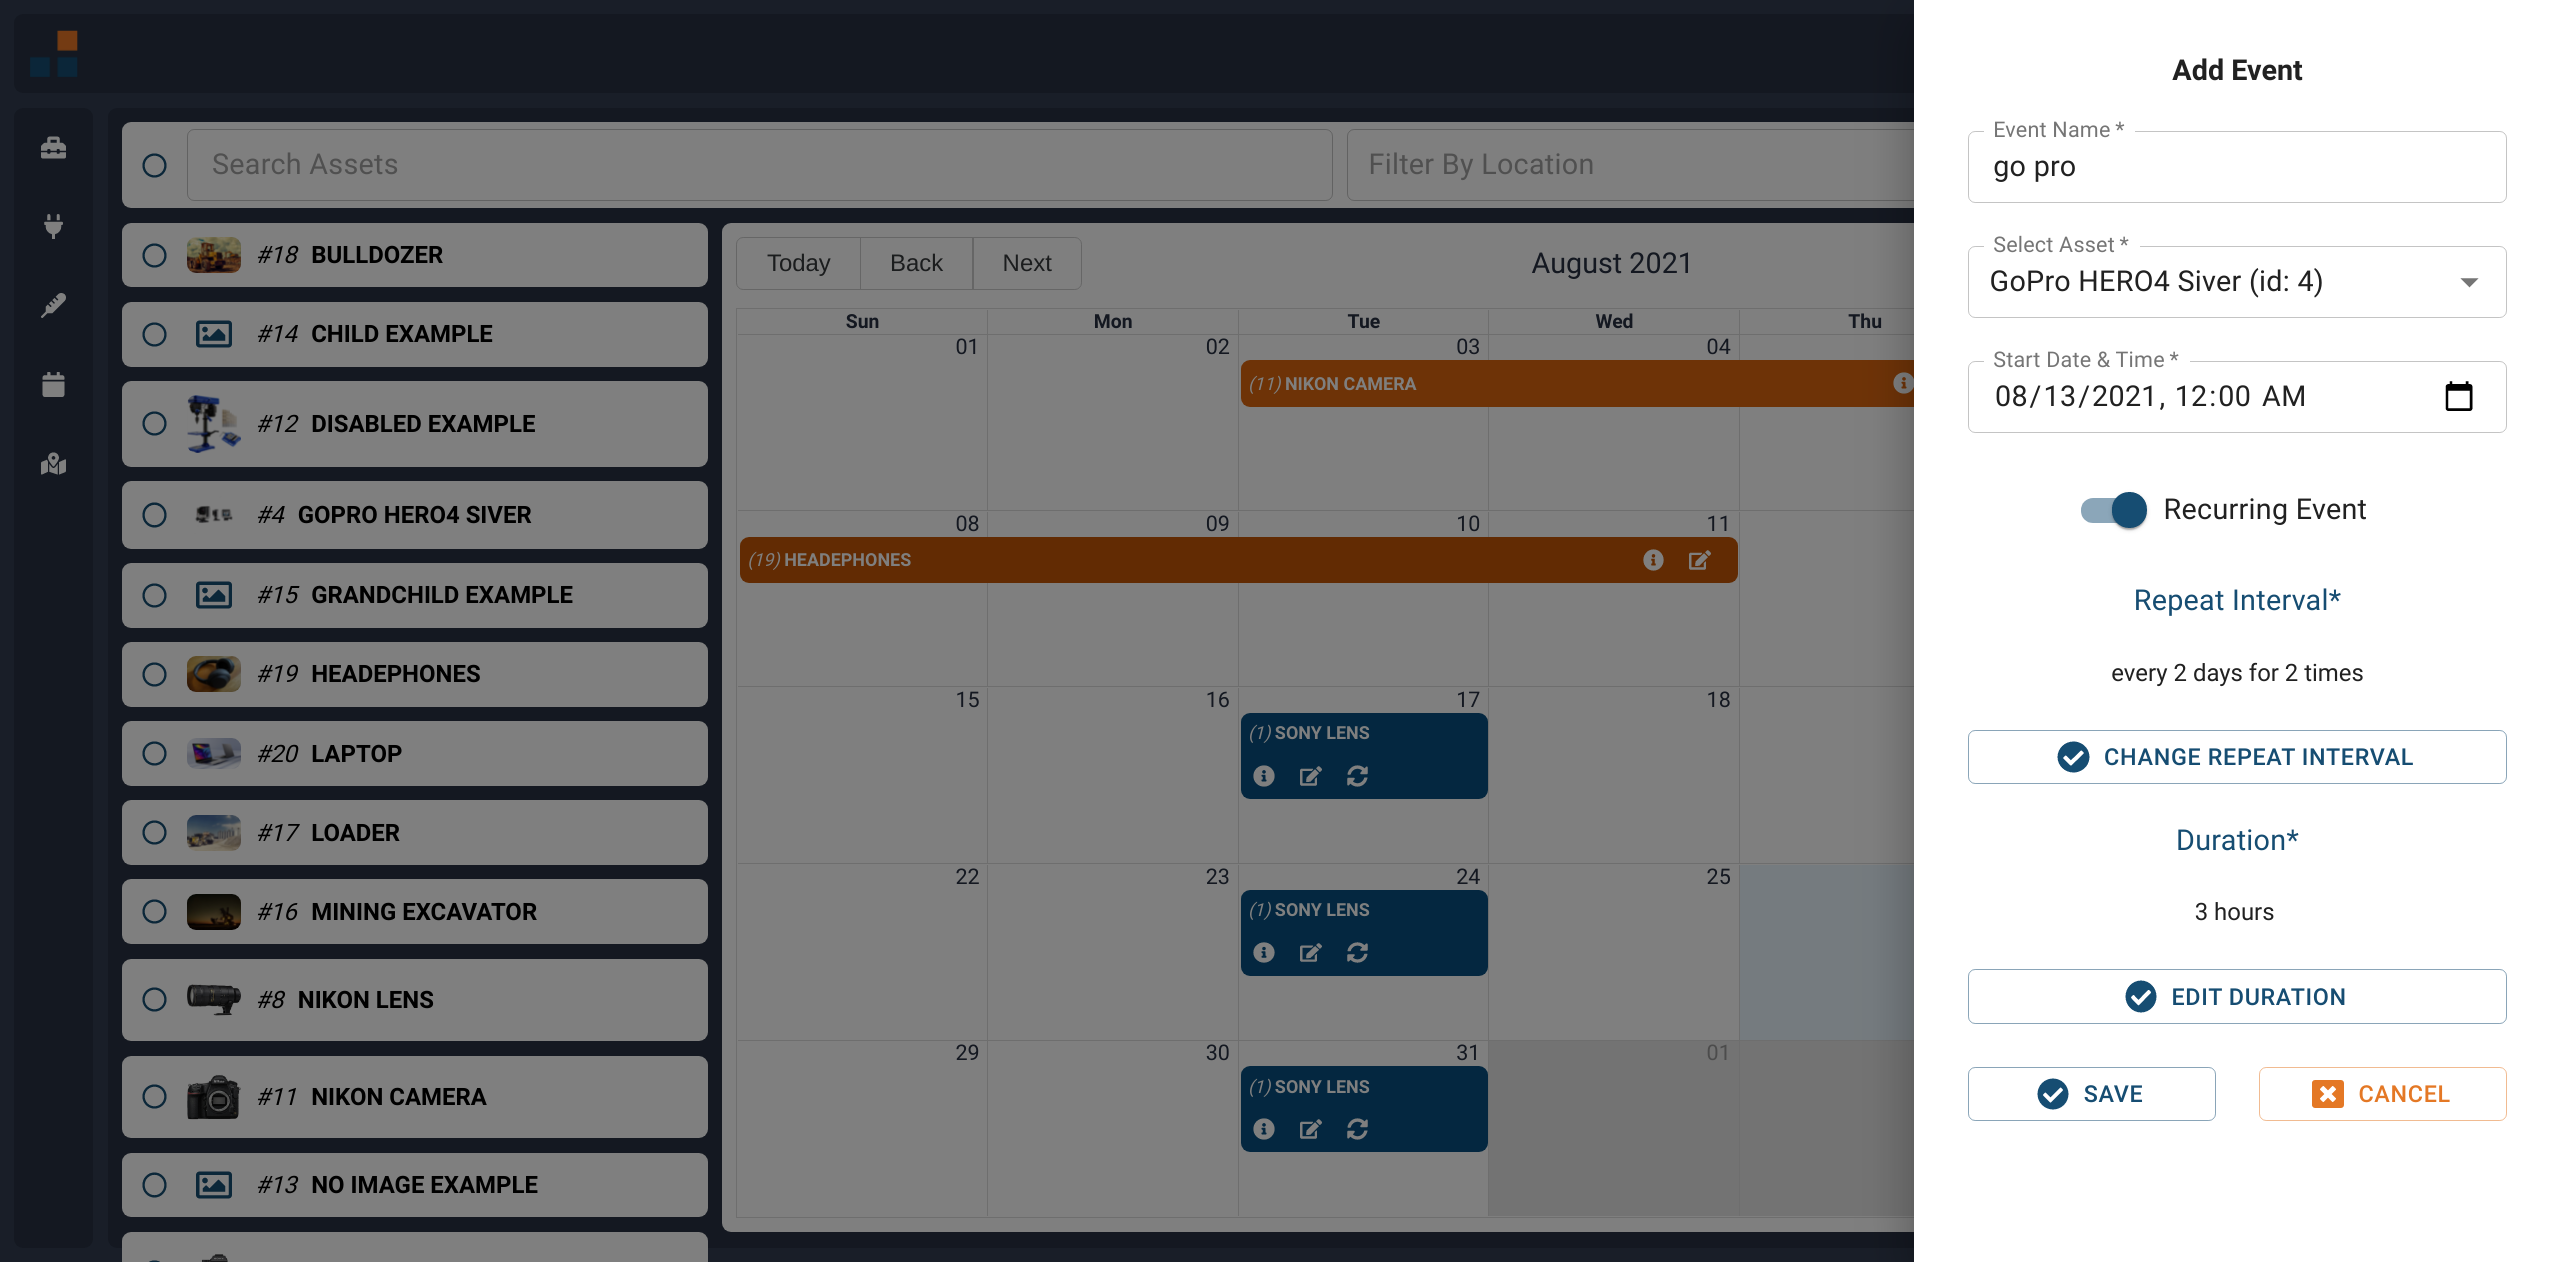 Search Assets
Filter By Location
#18 BULLDOZER
#14 CHILD EXAMPLE
#12 DISABLED EXAMPLE
#4 GOPRO HERO4 SIVER
#15 GRANDCHILD EXAMPLE
#19 HEADEPHONES
#20 LAPTOP
#17 LOADER
#16 MINING EXCAVATOR
#8 NIKON LENS
#11 NIKON CAMERA
#13 NO IMAGE EXAMPLE
Today Back Next
August 2021
Sun Mon Tue Wed Thu
01 02 03 04
(11) NIKON CAMERA
08 09 10 11
(19) HEADEPHONES
15 16 17 18
(1) SONY LENS
22 23 24 25
(1) SONY LENS
29 30 31 01
(1) SONY LENS
Add Event
Event Name *
go pro
Select Asset *
GoPro HERO4 Siver (id: 4)
Start Date & Time *
08/13/2021, 12:00 AM
Recurring Event
Repeat Interval*
every 2 days for 2 times
CHANGE REPEAT INTERVAL
Duration*
3 hours
EDIT DURATION
SAVE
CANCEL